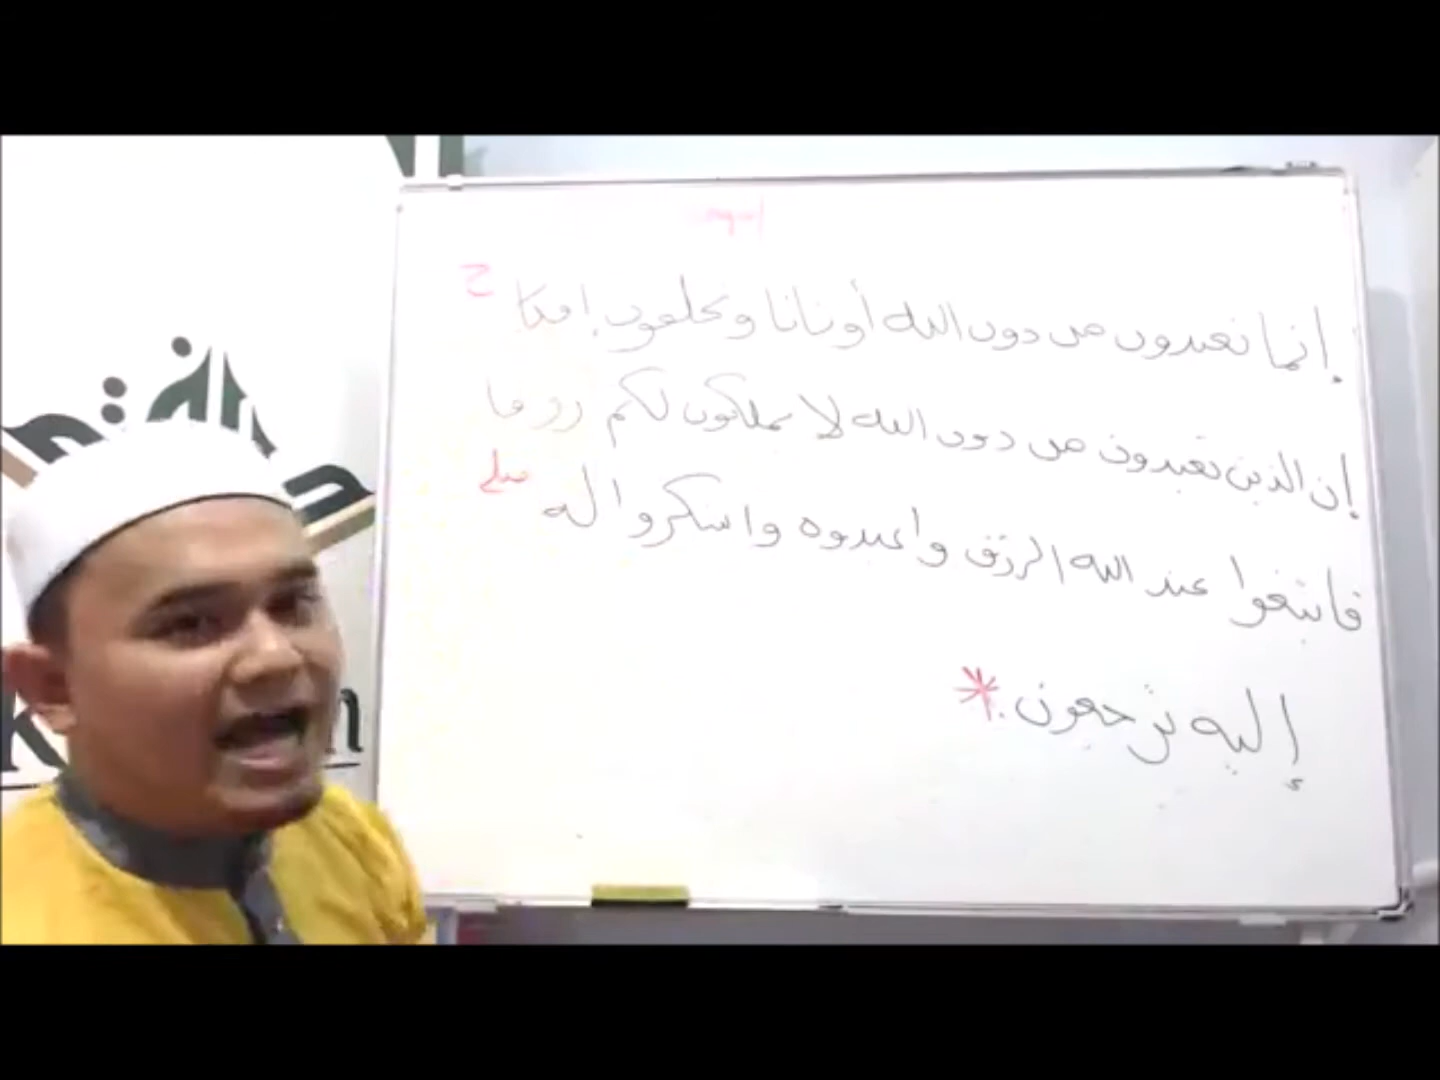 إنما تعبدون من دون الله أوثانا وتخلقون إفكا ج
إن الذين تعبدون من دون الله لا يملكون لكم رزقا
فابتغوا عند الله الرزق واعبدوه واشكروا له صلے
إليه ترجعون *